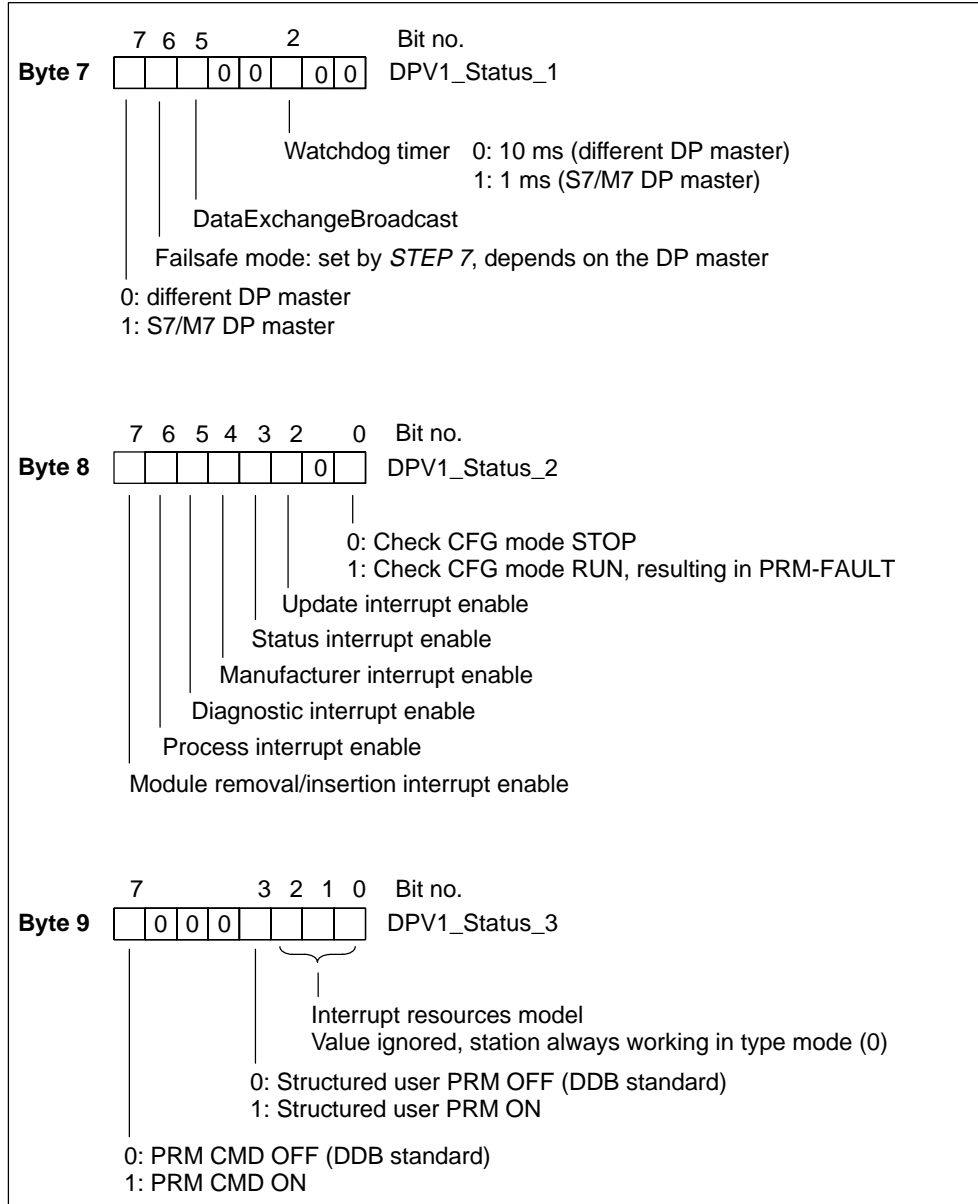 7 6 5 2 Bit no.
Byte 7 0 0 0 0 DPV1_Status_1
Watchdog timer 0: 10 ms (different DP master)
1: 1 ms (S7/M7 DP master)
DataExchangeBroadcast
Failsafe mode: set by STEP 7, depends on the DP master
0: different DP master
1: S7/M7 DP master
7 6 5 4 3 2 0 Bit no.
Byte 8 0 DPV1_Status_2
0: Check CFG mode STOP
1: Check CFG mode RUN, resulting in PRM-FAULT
Update interrupt enable
Status interrupt enable
Manufacturer interrupt enable
Diagnostic interrupt enable
Process interrupt enable
Module removal/insertion interrupt enable
7 3 2 1 0 Bit no.
Byte 9 0 0 0 DPV1_Status_3
Interrupt resources model
Value ignored, station always working in type mode (0)
0: Structured user PRM OFF (DDB standard)
1: Structured user PRM ON
0: PRM CMD OFF (DDB standard)
1: PRM CMD ON